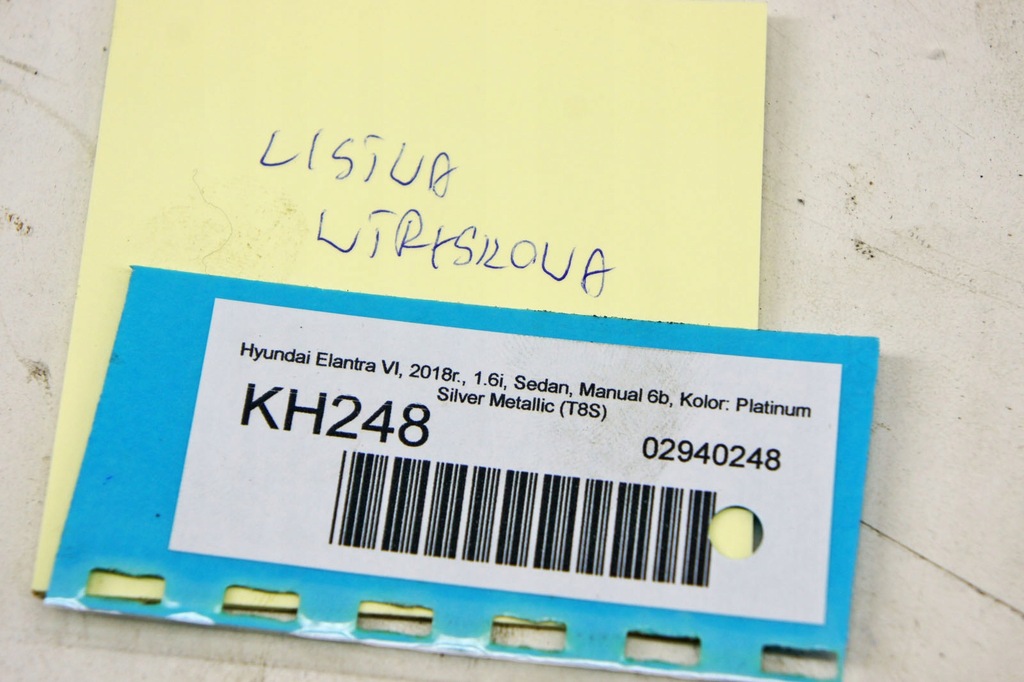 LISTWA
WTRYSKOWA
Hyundai Elantra VI, 2018r., 1.6i, Sedan, Manual 6b, Kolor: Platinum
Silver Metallic (T8S)
KH248
02940248